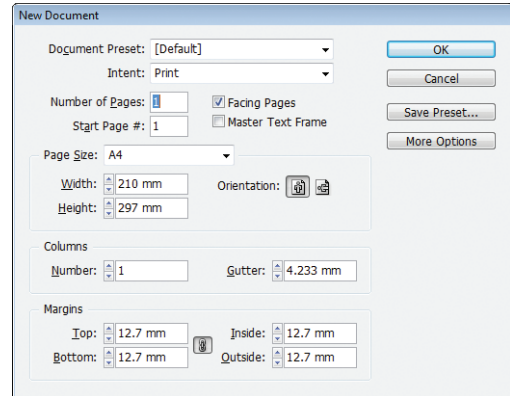 New Document
Document Preset: [Default]
OK
Intent: Print
Cancel
Number of Pages: 1
Facing Pages
Save Preset...
Start Page #: 1
Master Text Frame
More Options
Page Size: A4
Width: 210 mm
Orientation:
Height: 297 mm
Columns
Number: 1
Gutter: 4.233 mm
Margins
Top: 12.7 mm
Inside: 12.7 mm
Bottom: 12.7 mm
Outside: 12.7 mm